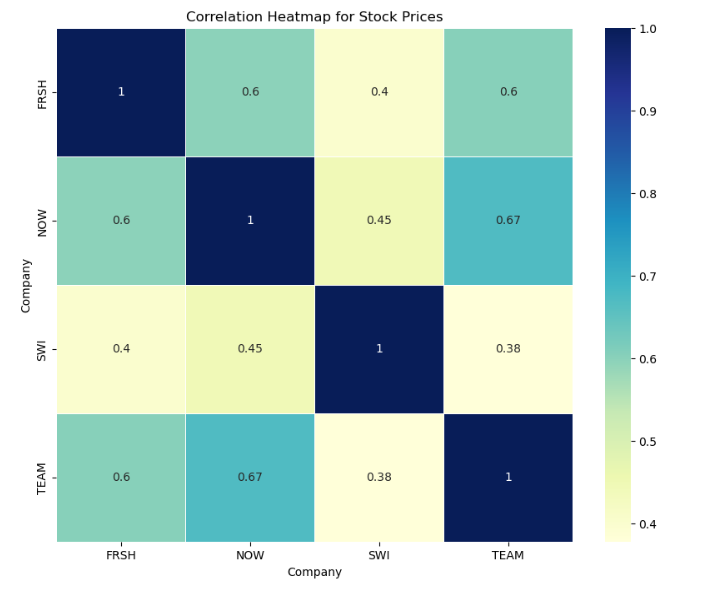 Correlation Heatmap for Stock Prices
FRSH 1 0.6 0.4 0.6
NOW 0.6 1 0.45 0.67
SWI 0.4 0.45 1 0.38
TEAM 0.6 0.67 0.38 1
FRSH NOW SWI TEAM
Company
Company
1.0
0.9
0.8
0.7
0.6
0.5
0.4